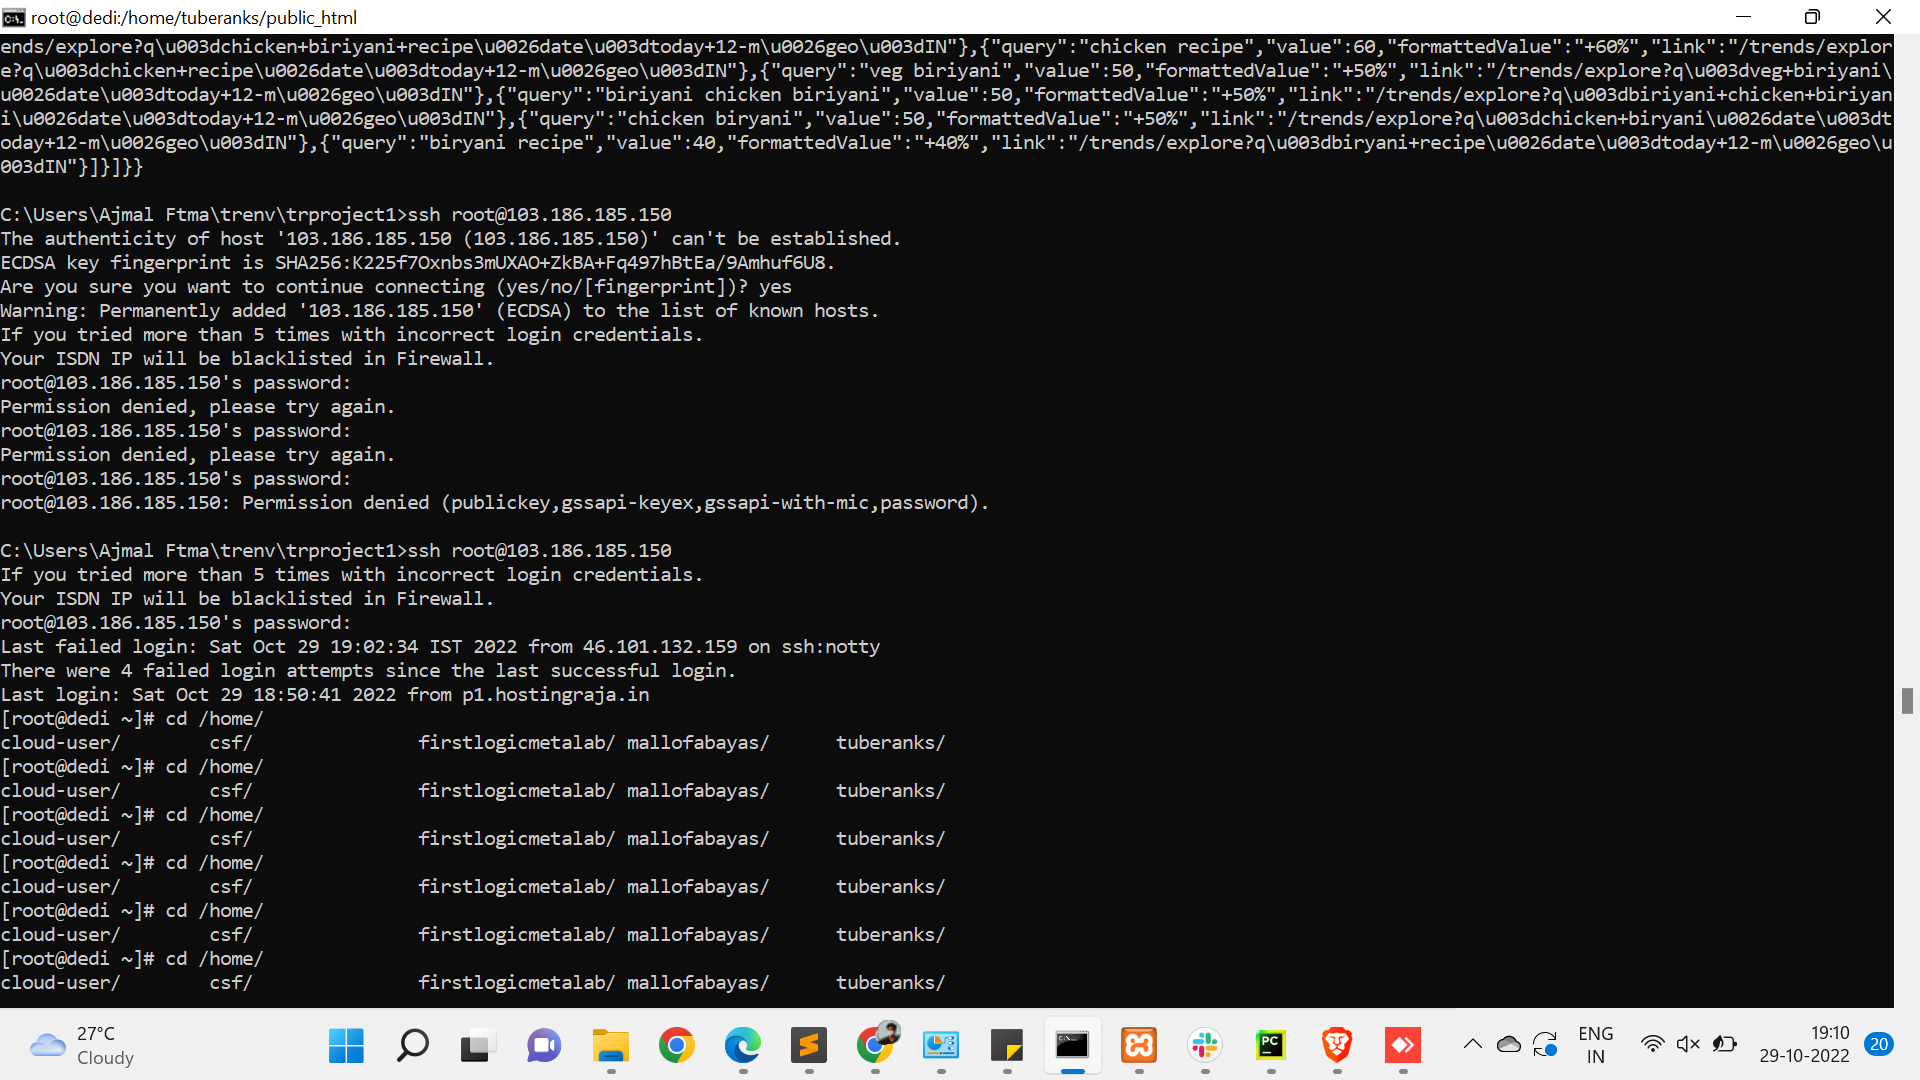 root@dedi:/home/tuberanks/public_html
ends/explore?q\u003dchicken+biriyani+recipe\u0026date\u003dtoday+12-m\u0026geo\u003dIN"},{"query":"chicken recipe","value":60,"formattedValue":"+60%","link":"/trends/explor
e?q\u003dchicken+recipe\u0026date\u003dtoday+12-m\u0026geo\u003dIN"},{"query":"veg biriyani","value":50,"formattedValue":"+50%","link":"/trends/explore?q\u003dveg+biriyani\
u0026date\u003dtoday+12-m\u0026geo\u003dIN"},{"query":"biriyani chicken biriyani","value":50,"formattedValue":"+50%","link":"/trends/explore?q\u003dbiriyani+chicken+biriyan
i\u0026date\u003dtoday+12-m\u0026geo\u003dIN"},{"query":"chicken biryani","value":50,"formattedValue":"+50%","link":"/trends/explore?q\u003dchicken+biryani\u0026date\u003dt
oday+12-m\u0026geo\u003dIN"},{"query":"biryani recipe","value":40,"formattedValue":"+40%","link":"/trends/explore?q\u003dbiryani+recipe\u0026date\u003dtoday+12-m\u0026geo\u
003dIN"}]}]}}
C:\Users\Ajmal Ftma\trenv\trproject1>ssh root@103.186.185.150
The authenticity of host '103.186.185.150 (103.186.185.150)' can't be established.
ECDSA key fingerprint is SHA256:K225f7Oxnbs3mUXAO+ZkBA+Fq497hBtEa/9Amhuf6U8.
Are you sure you want to continue connecting (yes/no/[fingerprint])? yes
Warning: Permanently added '103.186.185.150' (ECDSA) to the list of known hosts.
If you tried more than 5 times with incorrect login credentials.
Your ISDN IP will be blacklisted in Firewall.
root@103.186.185.150's password:
Permission denied, please try again.
root@103.186.185.150's password:
Permission denied, please try again.
root@103.186.185.150's password:
root@103.186.185.150: Permission denied (publickey,gssapi-keyex,gssapi-with-mic,password).
C:\Users\Ajmal Ftma\trenv\trproject1>ssh root@103.186.185.150
If you tried more than 5 times with incorrect login credentials.
Your ISDN IP will be blacklisted in Firewall.
root@103.186.185.150's password:
Last failed login: Sat Oct 29 19:02:34 IST 2022 from 46.101.132.159 on ssh:notty
There were 4 failed login attempts since the last successful login.
Last login: Sat Oct 29 18:50:41 2022 from p1.hostingraja.in
[root@dedi ~]# cd /home/
cloud-user/ csf/ firstlogicmetalab/ mallofabayas/ tuberanks/
[root@dedi ~]# cd /home/
cloud-user/ csf/ firstlogicmetalab/ mallofabayas/ tuberanks/
[root@dedi ~]# cd /home/
cloud-user/ csf/ firstlogicmetalab/ mallofabayas/ tuberanks/
[root@dedi ~]# cd /home/
cloud-user/ csf/ firstlogicmetalab/ mallofabayas/ tuberanks/
[root@dedi ~]# cd /home/
cloud-user/ csf/ firstlogicmetalab/ mallofabayas/ tuberanks/
[root@dedi ~]# cd /home/
cloud-user/ csf/ firstlogicmetalab/ mallofabayas/ tuberanks/
27°C
Cloudy
PC
ENG
IN
19:10
29-10-2022
20